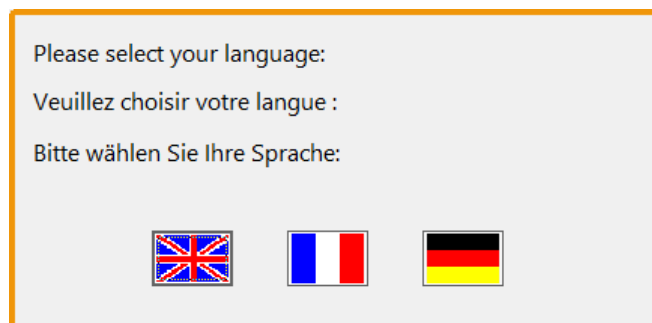 Please select your language:
Veuillez choisir votre langue :
Bitte wählen Sie Ihre Sprache: